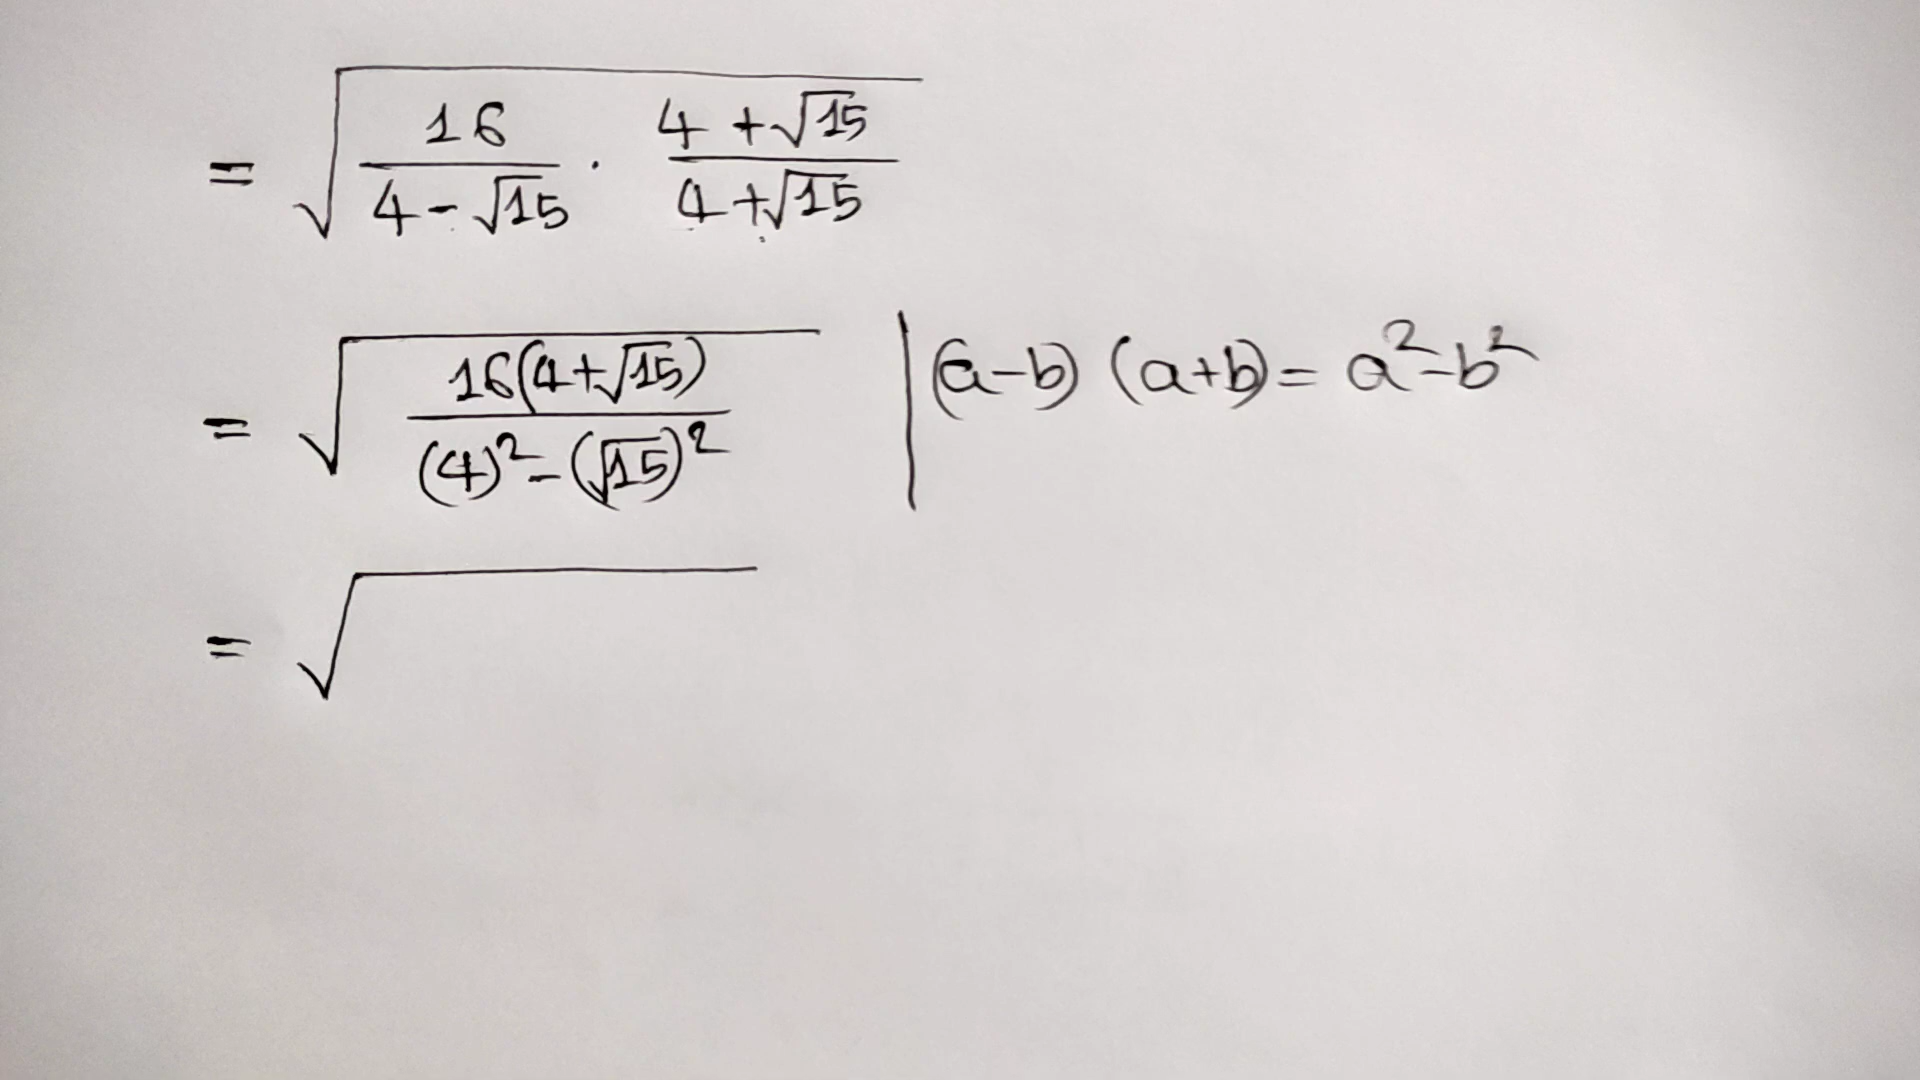 = √(16/(4-√15) · (4+√15)/(4+√15))
= √(16(4+√15)/((4)²-(√15)²)) | (a-b) (a+b) = a²-b²
= √